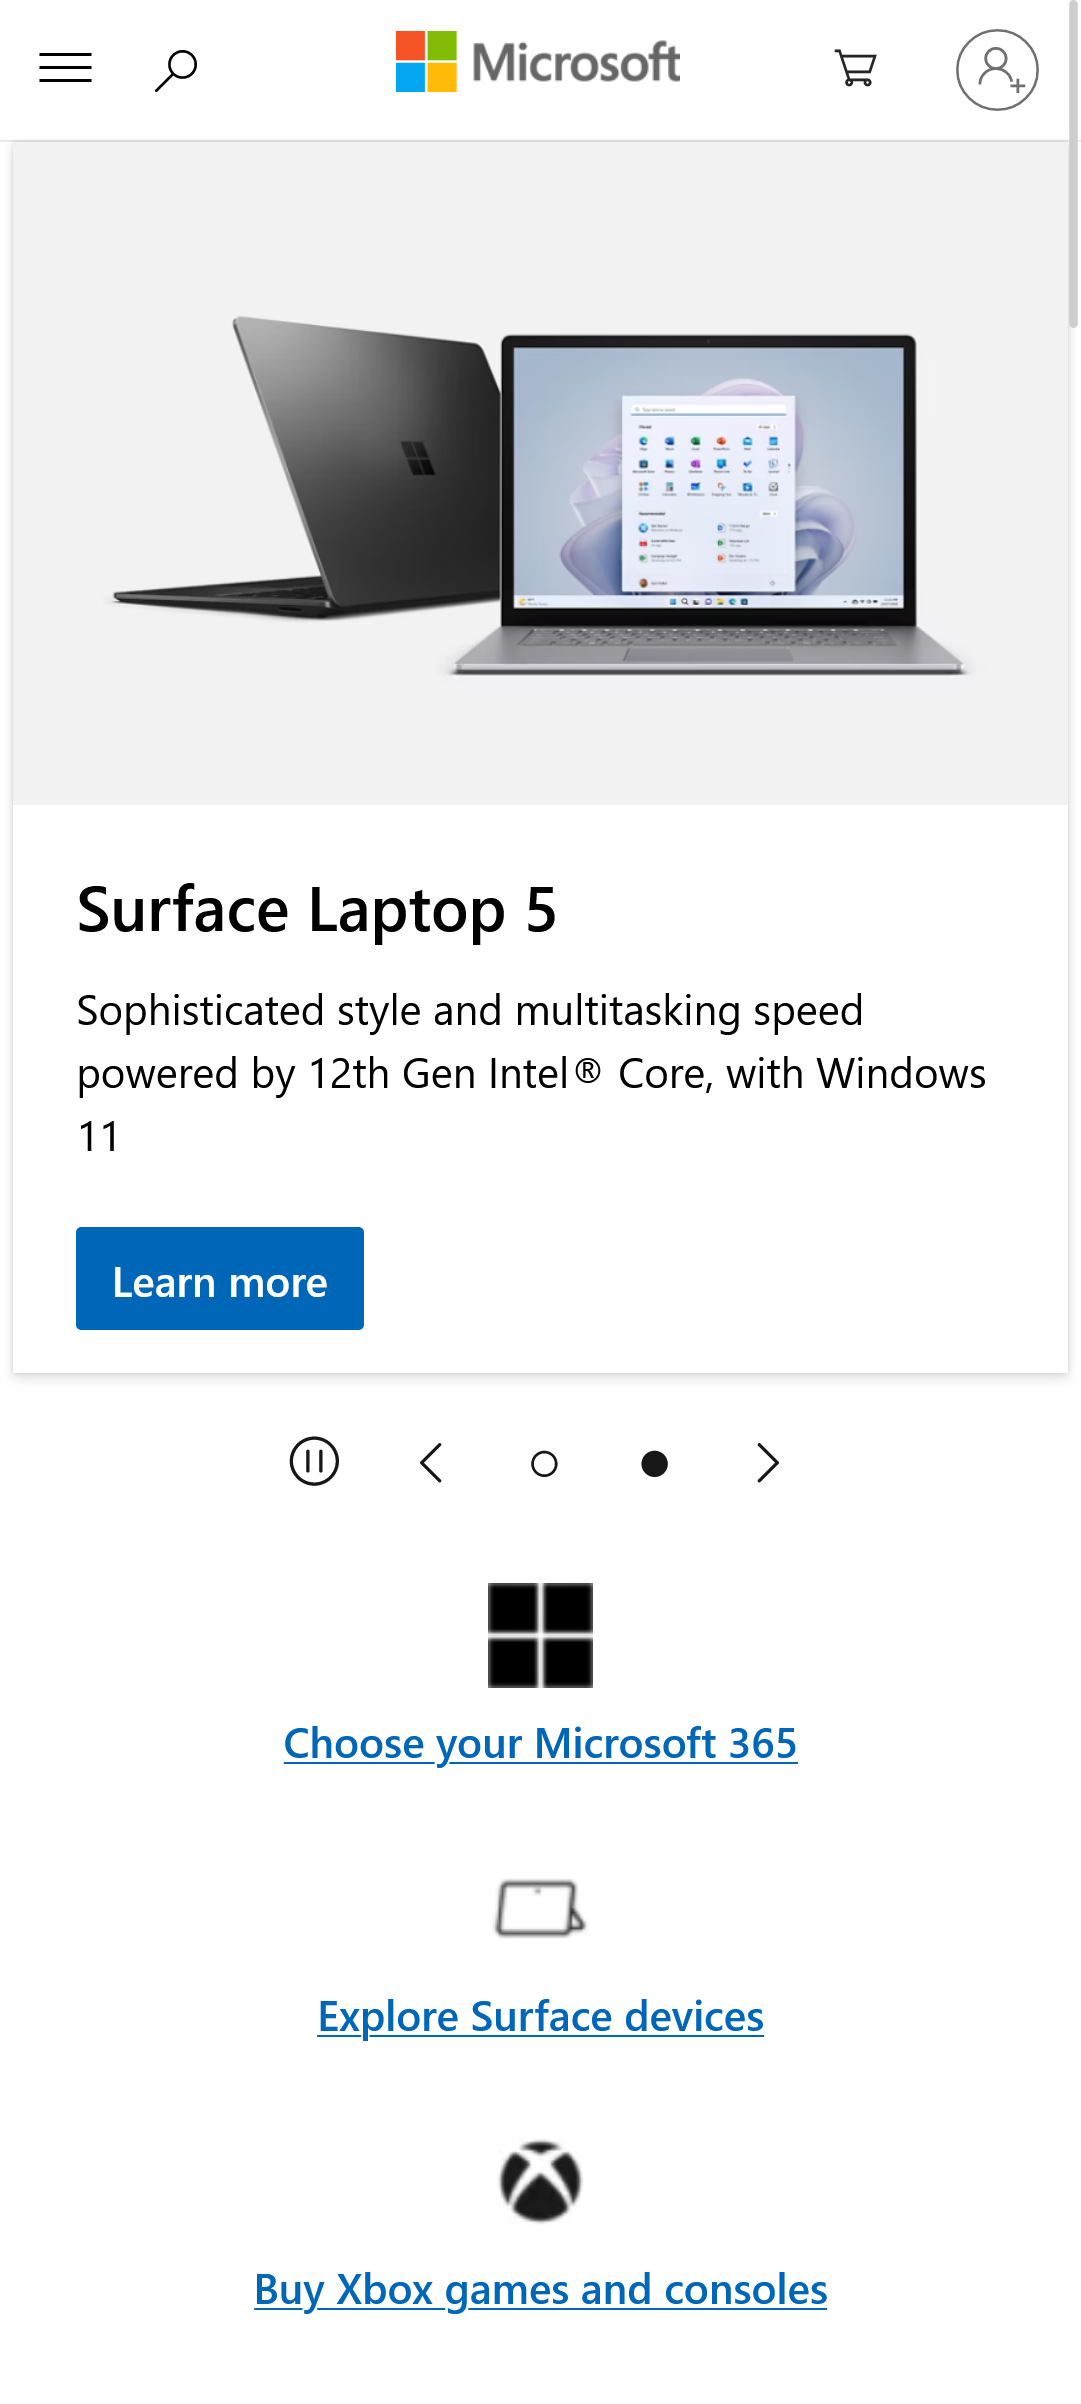 Microsoft
Surface Laptop 5
Sophisticated style and multitasking speed
powered by 12th Gen Intel® Core, with Windows
11
Learn more
Choose your Microsoft 365
Explore Surface devices
Buy Xbox games and consoles